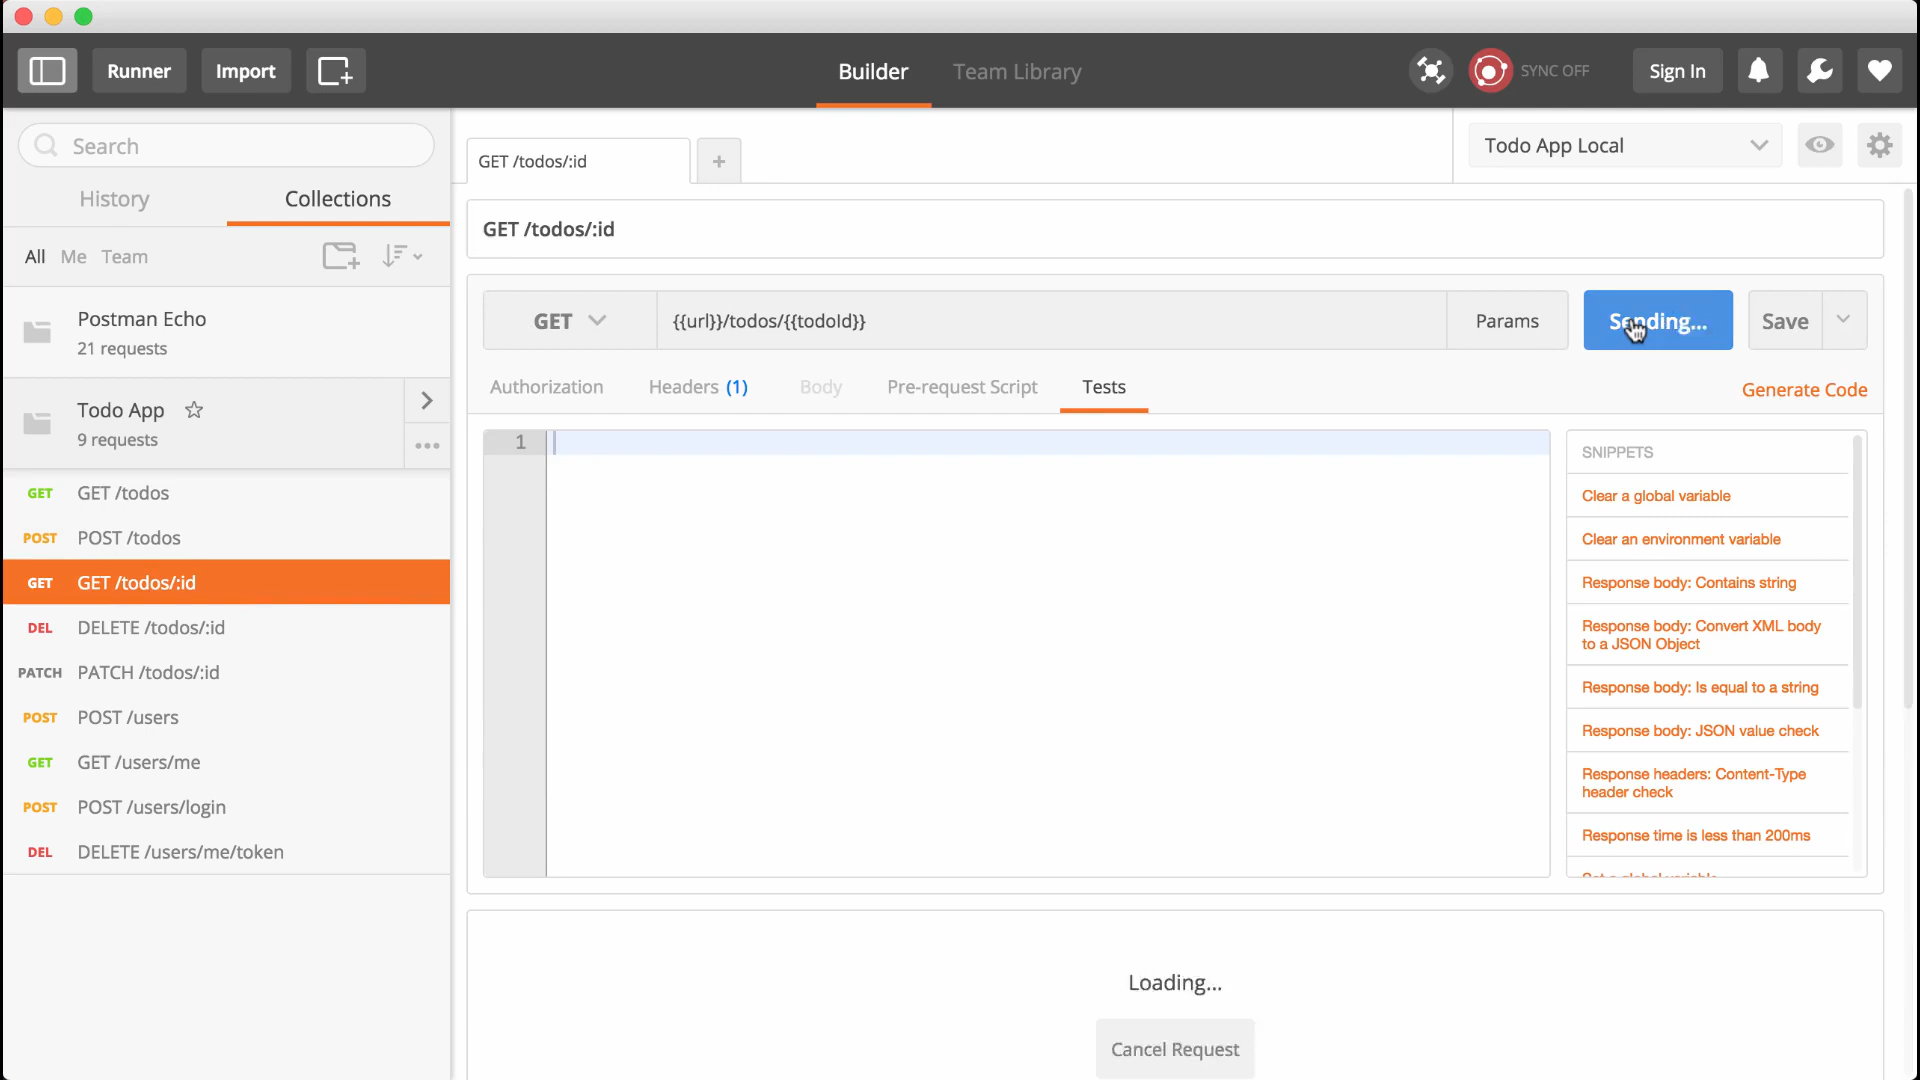 Runner
Import
Builder
Team Library
SYNC OFF
Sign In
Search
History
Collections
All Me Team
Postman Echo
21 requests
Todo App
9 requests
GET GET /todos
POST POST /todos
GET GET /todos/:id
DEL DELETE /todos/:id
PATCH PATCH /todos/:id
POST POST /users
GET GET /users/me
POST POST /users/login
DEL DELETE /users/me/token
GET /todos/:id
+
Todo App Local
GET /todos/:id
GET
{{url}}/todos/{{todoId}}
Params
Sending...
Save
Authorization
Headers (1)
Body
Pre-request Script
Tests
Generate Code
1
SNIPPETS
Clear a global variable
Clear an environment variable
Response body: Contains string
Response body: Convert XML body
to a JSON Object
Response body: Is equal to a string
Response body: JSON value check
Response headers: Content-Type
header check
Response time is less than 200ms
Set a global variable
Loading...
Cancel Request